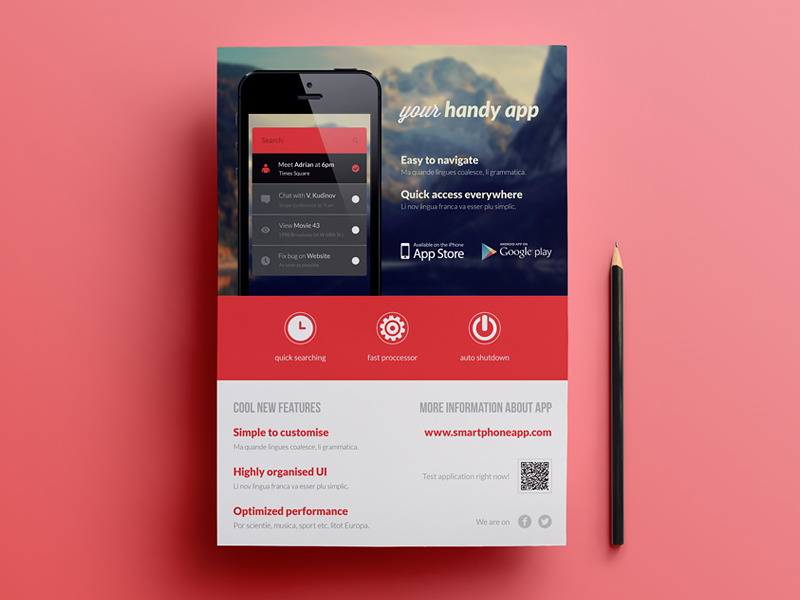 your handy app
Search
Meet Adrian at 6pm
Times Square
Chat with V. Kudinov
View Movie 43
Fix bug on Website
Easy to navigate
Ma quande lingues coalesce, li grammatica.
Quick access everywhere
Li nov lingua franca va esser plu simplic.
Available on the iPhone
App Store
ANDROID APP ON
Google play
quick searching
fast proccessor
auto shutdown
COOL NEW FEATURES
Simple to customise
Ma quande lingues coalesce, li grammatica.
Highly organised UI
Li nov lingua franca va esser plu simplic.
Optimized performance
Por scientie, musica, sport etc, litot Europa.
MORE INFORMATION ABOUT APP
www.smartphoneapp.com
Test application right now!
We are on